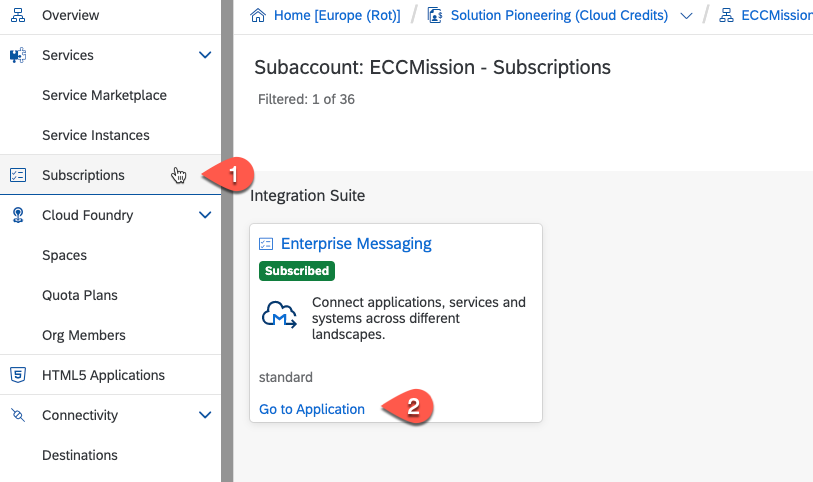 Overview
Services
Service Marketplace
Service Instances
Subscriptions
1
Cloud Foundry
Spaces
Quota Plans
Org Members
HTML5 Applications
Connectivity
Destinations
Home [Europe (Rot)] / Solution Pioneering (Cloud Credits) / ECCMission
Subaccount: ECCMission - Subscriptions
Filtered: 1 of 36
Integration Suite
Enterprise Messaging
Subscribed
Connect applications, services and
systems across different
landscapes.
standard
Go to Application
2